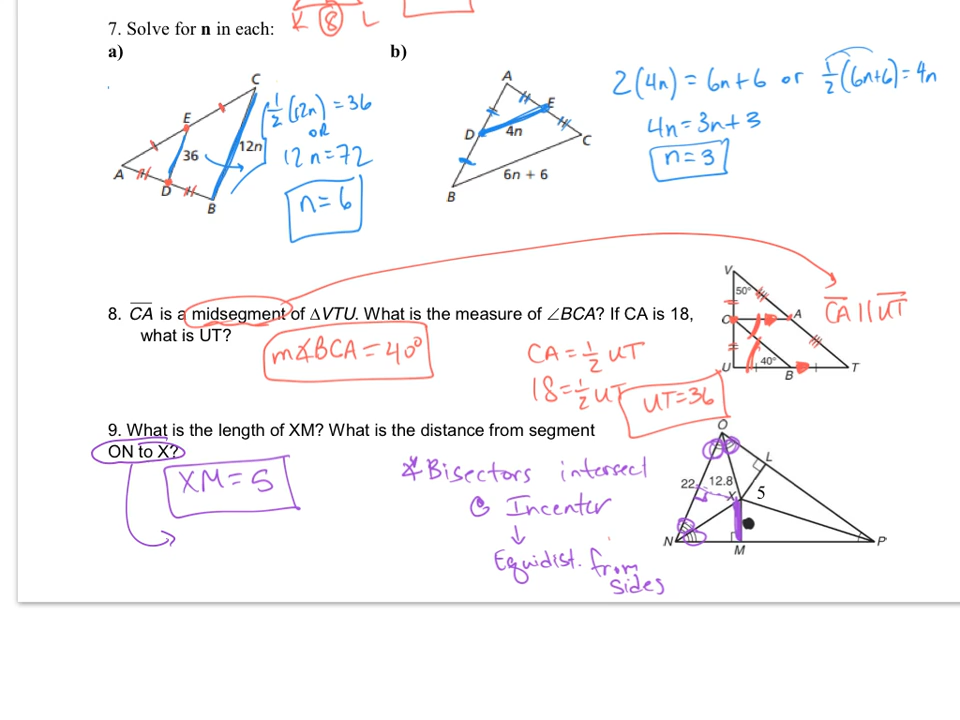 K 8 L
7. Solve for n in each:
a)
b)
C
E
36
12n
A
D
B
½(12n) = 36
OR
12n = 72
n = 6
A
E
D
4n
C
6n + 6
B
2(4n) = 6n + 6 or ½(6n+6) = 4n
4n = 3n + 3
n = 3
8. CA is a midsegment of ΔVTU. What is the measure of ∠BCA? If CA is 18,
what is UT?
m∡BCA = 40°
CA = ½ UT
18 = ½ UT
UT = 36
V
50°
C
A
40°
U
B
T
CA || UT
9. What is the length of XM? What is the distance from segment
ON to X?
XM = 5
∡ Bisectors intersect
@ Incenter
↓
Equidist. from
sides
O
L
22
12.8
X
5
N
M
P